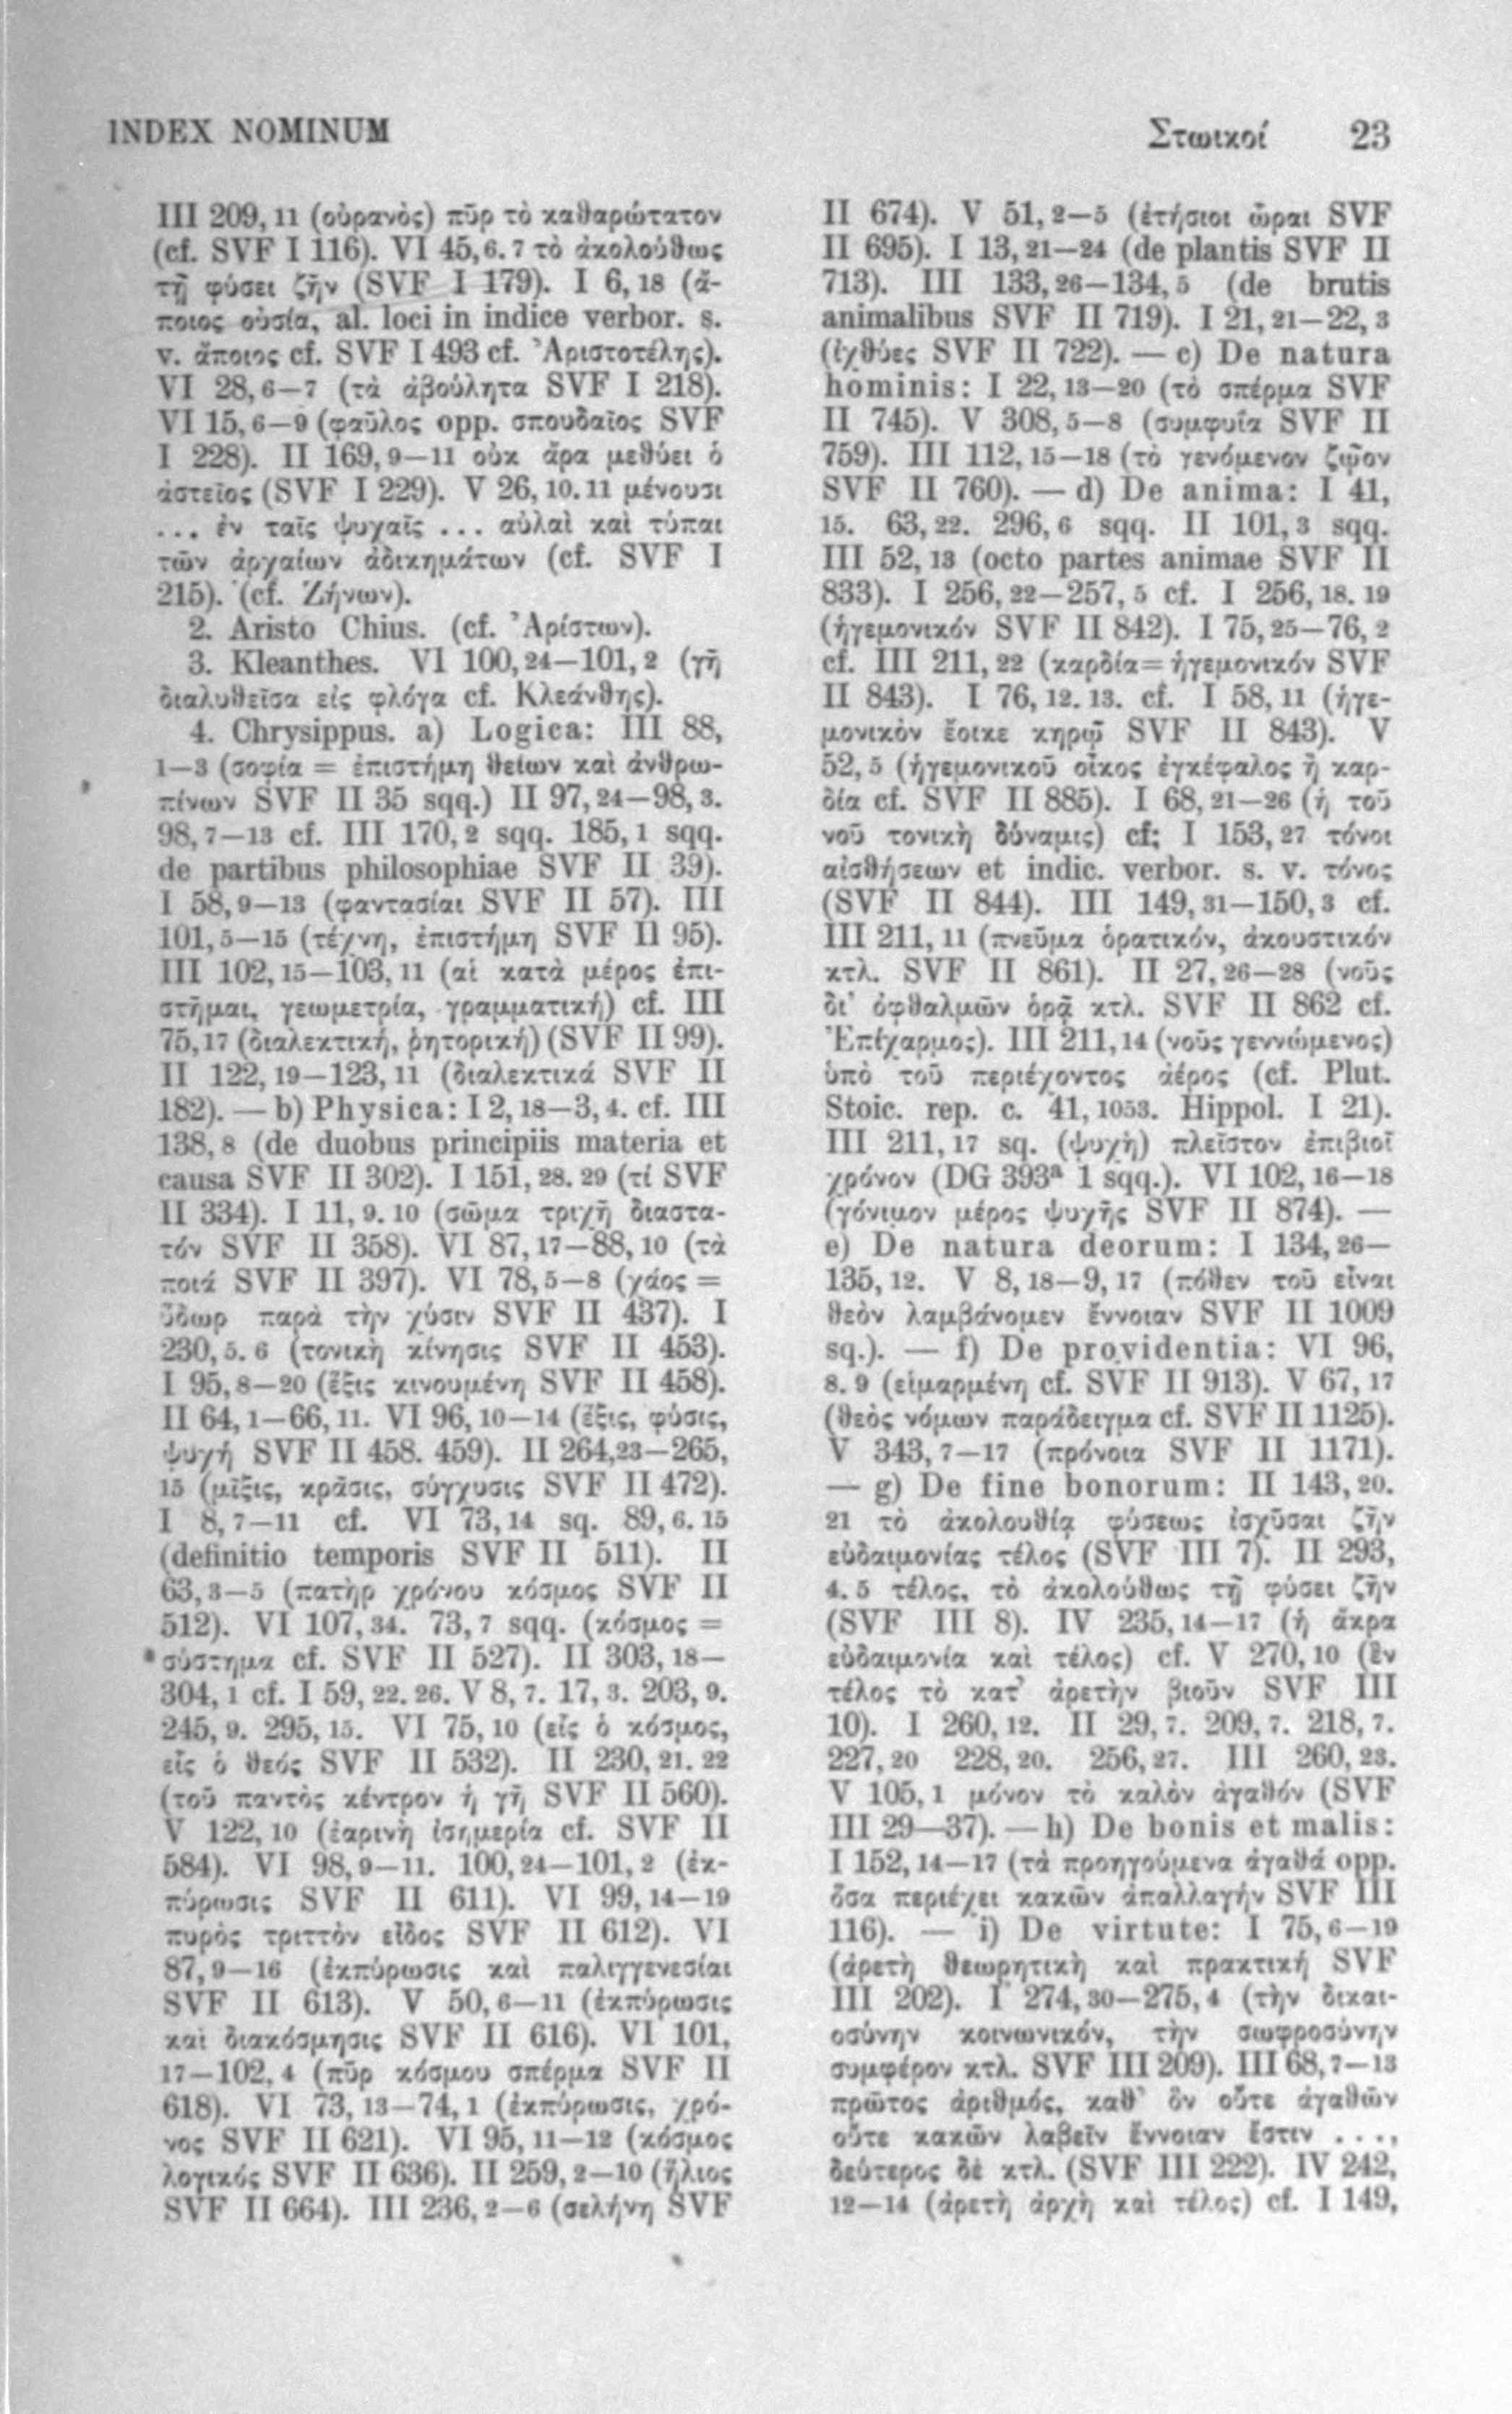 INDEX NOMINUM
Στωικοί 23
III 209, 11 (οὐρανὸς) πῦρ τὸ καθαρώτατον
(cf. SVF I 116). VI 45, 6. 7 τὸ ἀκολούθως
τῇ φύσει ζῆν (SVF I 179). I 6, 18 (ἄ-
ποιος οὐσία, al. loci in indice verbor. s.
v. ἄποιος cf. SVF I 493 cf. Ἀριστοτέλης).
VI 28, 6—7 (τὰ ἀβούλητα SVF I 218).
VI 15, 6—9 (φαῦλος opp. σπουδαῖος SVF
I 228). II 169, 9—11 οὐκ ἄρα μεθύει ὁ
ἀστεῖος (SVF I 229). V 26, 10. 11 μένουσι
... ἐν ταῖς ψυχαῖς ... αὐλαὶ καὶ τύπαι
τῶν ἀρχαίων ἀδικημάτων (cf. SVF I
215). (cf. Ζήνων).
2. Aristo Chius. (cf. Ἀρίστων).
3. Kleanthes. VI 100, 24—101, 2 (γῆ
διαλυθεῖσα εἰς φλόγα cf. Κλεάνθης).
4. Chrysippus. a) Logica: III 88,
1—3 (σοφία = ἐπιστήμη θείων καὶ ἀνθρω-
πίνων SVF II 35 sqq.) II 97, 24—98, 3.
98, 7—13 cf. III 170, 2 sqq. 185, 1 sqq.
de partibus philosophiae SVF II 39).
I 58, 9—13 (φαντασίαι SVF II 57). III
101, 5—15 (τέχνη, ἐπιστήμη SVF II 95).
III 102, 15—103, 11 (αἱ κατὰ μέρος ἐπι-
στῆμαι, γεωμετρία, γραμματική) cf. III
75, 17 (διαλεκτική, ῥητορική) (SVF II 99).
II 122, 19—123, 11 (διαλεκτικά SVF II
182). — b) Physica: I 2, 18—3, 4. cf. III
138, 8 (de duobus principiis materia et
causa SVF II 302). I 151, 28. 29 (τί SVF
II 334). I 11, 9. 10 (σῶμα τριχῆ διαστα-
τόν SVF II 358). VI 87, 17—88, 10 (τὰ
ποιά SVF II 397). VI 78, 5—8 (χάος =
ὕδωρ παρὰ τὴν χύσιν SVF II 437). I
230, 5. 6 (τονικὴ κίνησις SVF II 453).
I 95, 8—20 (ἕξις κινουμένη SVF II 458).
II 64, 1—66, 11. VI 96, 10—14 (ἕξις, φύσις,
ψυχή SVF II 458. 459). II 264, 23—265,
15 (μῖξις, κρᾶσις, σύγχυσις SVF II 472).
I 8, 7—11 cf. VI 73, 14 sq. 89, 6. 15
(definitio temporis SVF II 511). II
63, 3—5 (πατὴρ χρόνου κόσμος SVF II
512). VI 107, 34. 73, 7 sqq. (κόσμος =
σύστημα cf. SVF II 527). II 303, 18—
304, 1 cf. I 59, 22. 26. V 8, 7. 17, 3. 203, 9.
245, 9. 295, 15. VI 75, 10 (εἷς ὁ κόσμος,
εἷς ὁ θεός SVF II 532). II 230, 21. 22
(τοῦ παντὸς κέντρον ἡ γῆ SVF II 560).
V 122, 10 (ἐαρινὴ ἰσημερία cf. SVF II
584). VI 98, 9—11. 100, 24—101, 2 (ἐκ-
πύρωσις SVF II 611). VI 99, 14—19
πυρὸς τριττὸν εἶδος SVF II 612). VI
87, 9—16 (ἐκπύρωσις καὶ παλιγγενεσίαι
SVF II 613). V 50, 6—11 (ἐκπύρωσις
καὶ διακόσμησις SVF II 616). VI 101,
17—102, 4 (πῦρ κόσμου σπέρμα SVF II
618). VI 73, 13—74, 1 (ἐκπύρωσις, χρό-
νος SVF II 621). VI 95, 11—12 (κόσμος
λογικός SVF II 636). II 259, 2—10 (ἥλιος
SVF II 664). III 236, 2—6 (σελήνη SVF
II 674). V 51, 2—5 (ἐτήσιοι ὧραι SVF
II 695). I 13, 21—24 (de plantis SVF II
713). III 133, 26—134, 5 (de brutis
animalibus SVF II 719). I 21, 21—22, 3
(ἰχθύες SVF II 722). — c) De natura
hominis: I 22, 13—20 (τὸ σπέρμα SVF
II 745). V 308, 5—8 (συμφυΐα SVF II
759). III 112, 15—18 (τὸ γενόμενον ζῷον
SVF II 760). — d) De anima: I 41,
15. 63, 22. 296, 6 sqq. II 101, 3 sqq.
III 52, 13 (octo partes animae SVF II
833). I 256, 22—257, 5 cf. I 256, 18. 19
(ἡγεμονικόν SVF II 842). I 75, 25—76, 2
cf. III 211, 22 (καρδία = ἡγεμονικόν SVF
II 843). I 76, 12. 13. cf. I 58, 11 (ἡγε-
μονικὸν ἔοικε κηρῷ SVF II 843). V
52, 5 (ἡγεμονικοῦ οἶκος ἐγκέφαλος ἢ καρ-
δία cf. SVF II 885). I 68, 21—26 (ἡ τοῦ
νοῦ τονικὴ δύναμις) cf; I 153, 27 τόνοι
αἰσθήσεων et indic. verbor. s. v. τόνος
(SVF II 844). III 149, 31—150, 3 cf.
III 211, 11 (πνεῦμα ὁρατικόν, ἀκουστικόν
κτλ. SVF II 861). II 27, 26—28 (νοῦς
δι᾽ ὀφθαλμῶν ὁρᾷ κτλ. SVF II 862 cf.
Ἐπίχαρμος). III 211, 14 (νοῦς γεννώμενος)
ὑπὸ τοῦ περιέχοντος ἀέρος (cf. Plut.
Stoic. rep. c. 41, 1053. Hippol. I 21).
III 211, 17 sq. (ψυχὴ) πλεῖστον ἐπιβιοῖ
χρόνον (DG 393ª 1 sqq.). VI 102, 16—18
(γόνιμον μέρος ψυχῆς SVF II 874). —
e) De natura deorum: I 134, 26—
135, 12. V 8, 18—9, 17 (πόθεν τοῦ εἶναι
θεὸν λαμβάνομεν ἔννοιαν SVF II 1009
sq.). — f) De providentia: VI 96,
8. 9 (εἱμαρμένη cf. SVF II 913). V 67, 17
(θεὸς νόμων παράδειγμα cf. SVF II 1125).
V 343, 7—17 (πρόνοια SVF II 1171).
— g) De fine bonorum: II 143, 20.
21 τὸ ἀκολουθίᾳ φύσεως ἰσχῦσαι ζῆν
εὐδαιμονίας τέλος (SVF III 7). II 293,
4. 5 τέλος, τὸ ἀκολούθως τῇ φύσει ζῆν
(SVF III 8). IV 235, 14—17 (ἡ ἄκρα
εὐδαιμονία καὶ τέλος) cf. V 270, 10 (ἓν
τέλος τὸ κατ᾽ ἀρετὴν βιοῦν SVF III
10). I 260, 12. II 29, 7. 209, 7. 218, 7.
227, 20 228, 20. 256, 27. III 260, 23.
V 105, 1 μόνον τὸ καλὸν ἀγαθόν (SVF
III 29—37). — h) De bonis et malis:
I 152, 14—17 (τὰ προηγούμενα ἀγαθά opp.
ὅσα περιέχει κακῶν ἀπαλλαγήν SVF III
116). — i) De virtute: I 75, 6—19
(ἀρετὴ θεωρητικὴ καὶ πρακτική SVF
III 202). I 274, 30—275, 4 (τὴν δικαι-
οσύνην κοινωνικόν, τὴν σωφροσύνην
συμφέρον κτλ. SVF III 209). III 68, 7—13
πρῶτος ἀριθμός, καθ᾽ ὃν οὔτε ἀγαθῶν
οὔτε κακῶν λαβεῖν ἔννοιαν ἔστιν ...,
δεύτερος δὲ κτλ. (SVF III 222). IV 242,
12—14 (ἀρετὴ ἀρχὴ καὶ τέλος) cf. I 149,